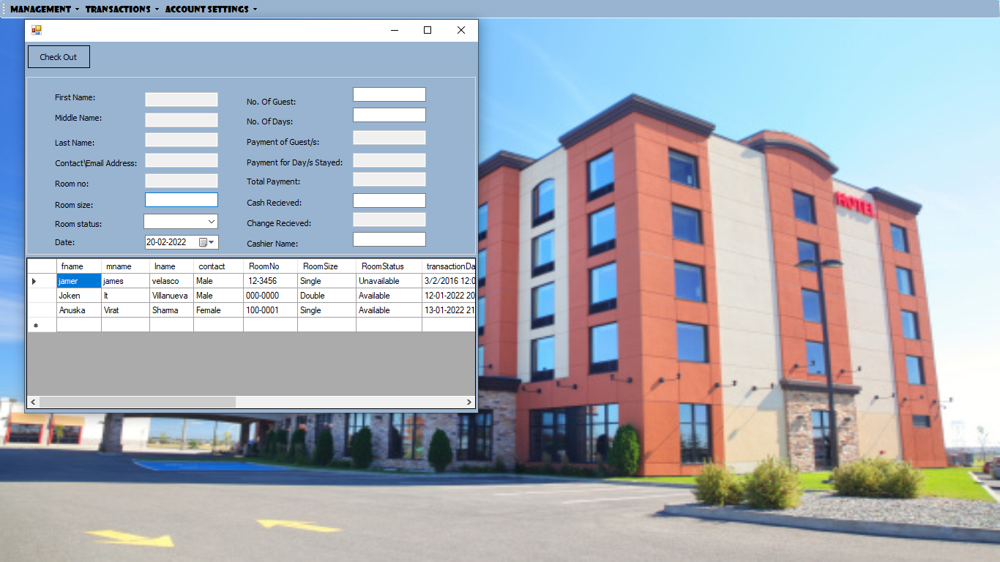 MANAGEMENT TRANSACTIONS ACCOUNT SETTINGS
Check Out
First Name:
Middle Name:
Last Name:
Contact\Email Address:
Room no:
Room size:
Room status:
Date: 20-02-2022
No. Of Guest:
No. Of Days:
Payment of Guest/s:
Payment for Day/s Stayed:
Total Payment:
Cash Recieved:
Change Recieved:
Cashier Name:
fname mname lname contact RoomNo RoomSize RoomStatus transactionDa
jamer james velasco Male 12-3456 Single Unavailable 3/2/2016 12:0
Joken It Villanueva Male 000-0000 Double Available 12-01-2022 20
Anuska Virat Sharma Female 100-0001 Single Available 13-01-2022 21
HOTEL